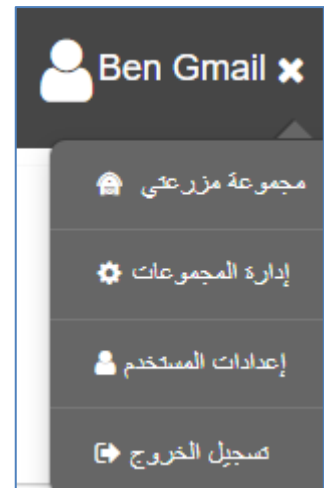 Ben Gmail
مجموعة مزرعتي
إدارة المجموعات
إعدادات المستخدم
تسجيل الخروج